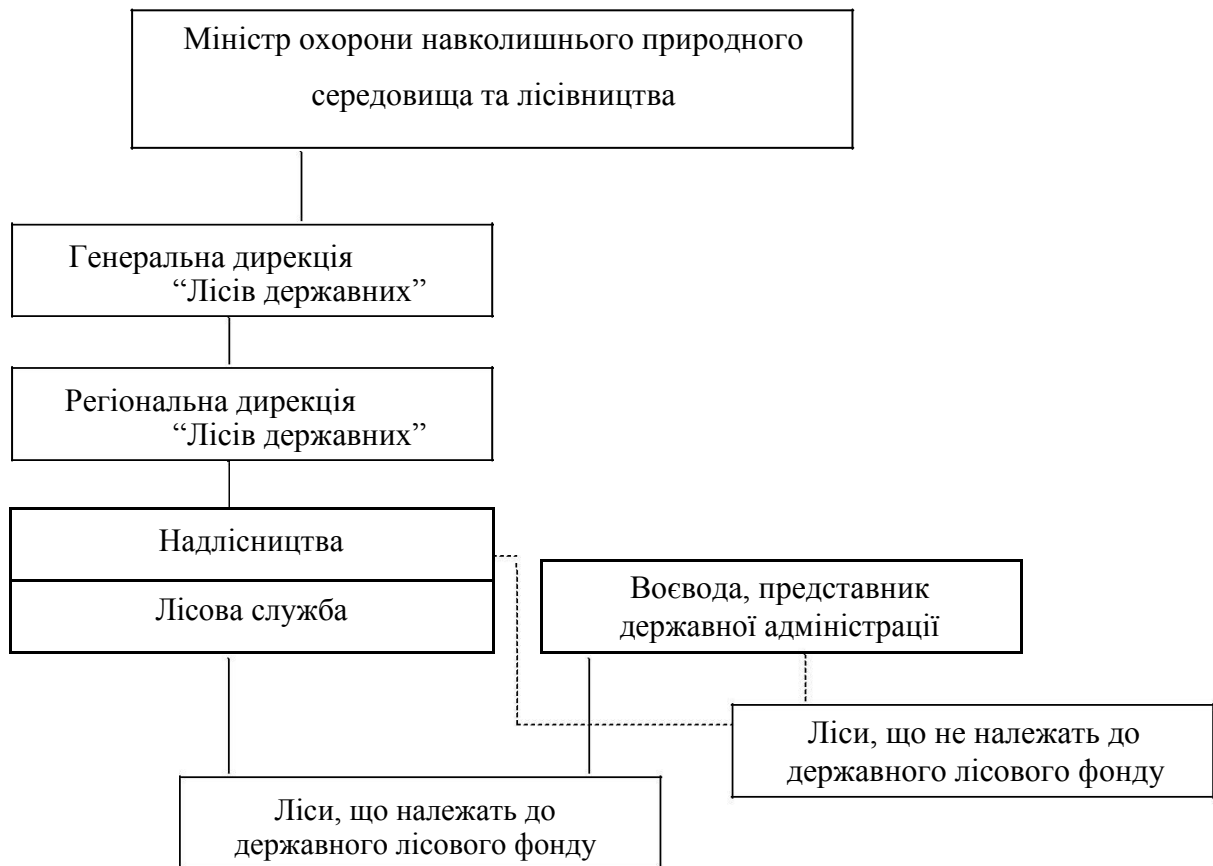 Міністр охорони навколишнього природного
середовища та лісівництва
Генеральна дирекція
“Лісів державних”
Регіональна дирекція
“Лісів державних”
Надлісництва
Лісова служба
Воєвода, представник
державної адміністрації
Ліси, що не належать до
державного лісового фонду
Ліси, що належать до
державного лісового фонду